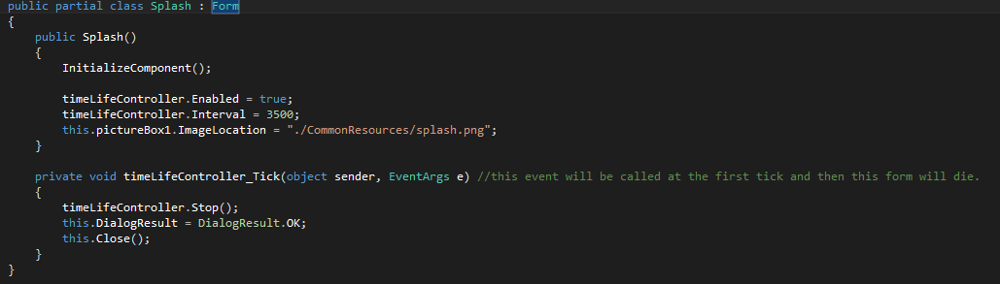 public partial class Splash : Form
{
    public Splash()
    {
        InitializeComponent();

        timeLifeController.Enabled = true;
        timeLifeController.Interval = 3500;
        this.pictureBox1.ImageLocation = "./CommonResources/splash.png";
    }

    private void timeLifeController_Tick(object sender, EventArgs e) //this event will be called at the first tick and then this form will die.
    {
        timeLifeController.Stop();
        this.DialogResult = DialogResult.OK;
        this.Close();
    }
}